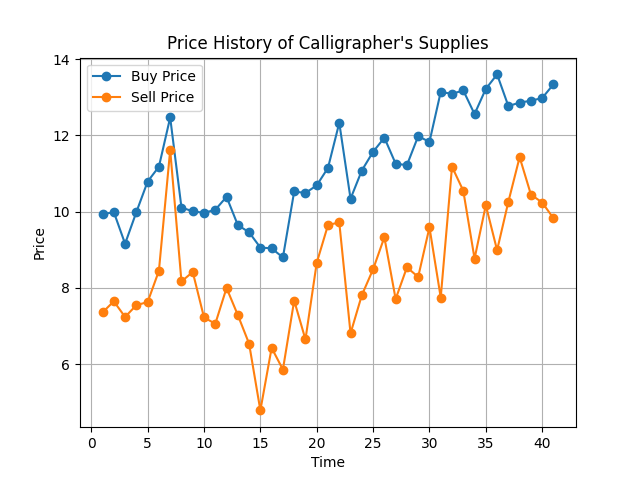 Price History of Calligrapher's Supplies
Buy Price
Sell Price
14
12
10
8
6
Price
0 5 10 15 20 25 30 35 40
Time